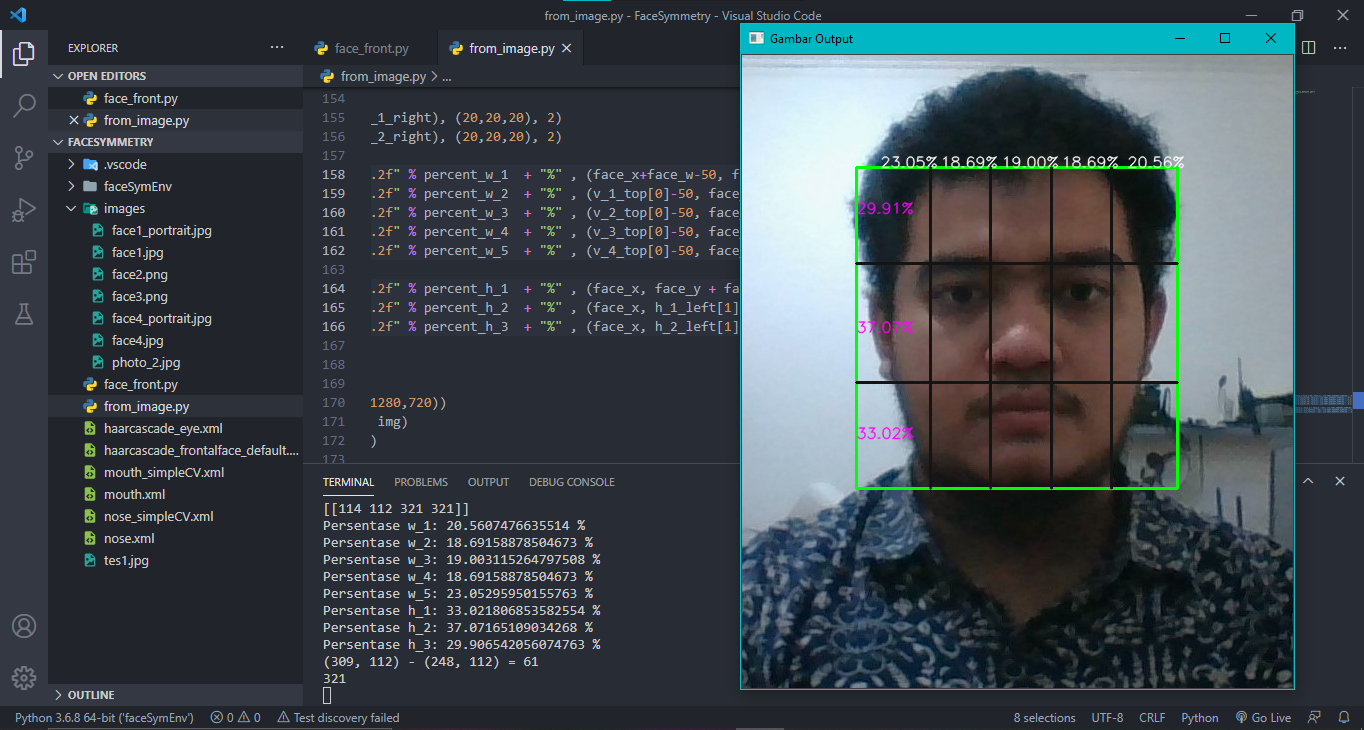 from_image.py - FaceSymmetry - Visual Studio Code
EXPLORER
face_front.py
from_image.py
OPEN EDITORS
face_front.py
from_image.py
FACESYMMETRY
.vscode
faceSymEnv
images
face1_portrait.jpg
face1.jpg
face2.png
face3.png
face4_portrait.jpg
face4.jpg
photo_2.jpg
face_front.py
from_image.py
haarcascade_eye.xml
haarcascade_frontalface_default....
mouth_simpleCV.xml
mouth.xml
nose_simpleCV.xml
nose.xml
tes1.jpg
OUTLINE
from_image.py > ...
154
155 _1_right), (20,20,20), 2)
156 _2_right), (20,20,20), 2)
157
158 .2f" % percent_w_1 + "%" , (face_x+face_w-50, f
159 .2f" % percent_w_2 + "%" , (v_1_top[0]-50, face
160 .2f" % percent_w_3 + "%" , (v_2_top[0]-50, face
161 .2f" % percent_w_4 + "%" , (v_3_top[0]-50, face
162 .2f" % percent_w_5 + "%" , (v_4_top[0]-50, face
163
164 .2f" % percent_h_1 + "%" , (face_x, face_y + fa
165 .2f" % percent_h_2 + "%" , (face_x, h_1_left[1]
166 .2f" % percent_h_3 + "%" , (face_x, h_2_left[1]
167
168
169
170 1280,720))
171 img)
172 )
173
TERMINAL PROBLEMS OUTPUT DEBUG CONSOLE
[[114 112 321 321]]
Persentase w_1: 20.5607476635514 %
Persentase w_2: 18.69158878504673 %
Persentase w_3: 19.003115264797508 %
Persentase w_4: 18.69158878504673 %
Persentase w_5: 23.05295950155763 %
Persentase h_1: 33.021806853582554 %
Persentase h_2: 37.07165109034268 %
Persentase h_3: 29.906542056074763 %
(309, 112) - (248, 112) = 61
321
Gambar Output
23.05% 18.69% 19.00% 18.69% 20.56%
29.91%
37.07%
33.02%
Python 3.6.8 64-bit ('faceSymEnv') 0 0 Test discovery failed
8 selections UTF-8 CRLF Python Go Live